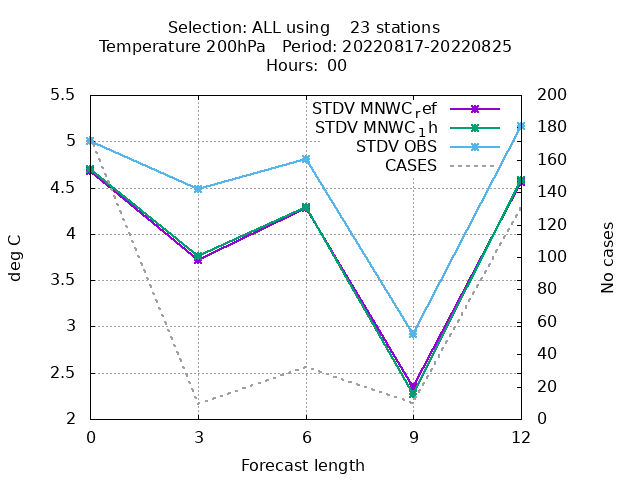 Selection: ALL using    23 stations
Temperature 200hPa   Period: 20220817-20220825
Hours: 00
5.5
5
4.5
4
3.5
3
2.5
2
deg C
STDV MNWCref
STDV MNWC1h
STDV OBS
CASES
200
180
160
140
120
100
80
60
40
20
0
No cases
0 3 6 9 12
Forecast length